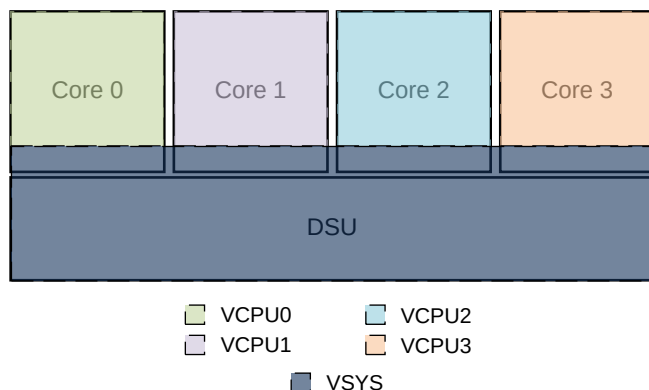 Core 0 Core 1 Core 2 Core 3
DSU
VCPU0 VCPU2
VCPU1 VCPU3
VSYS